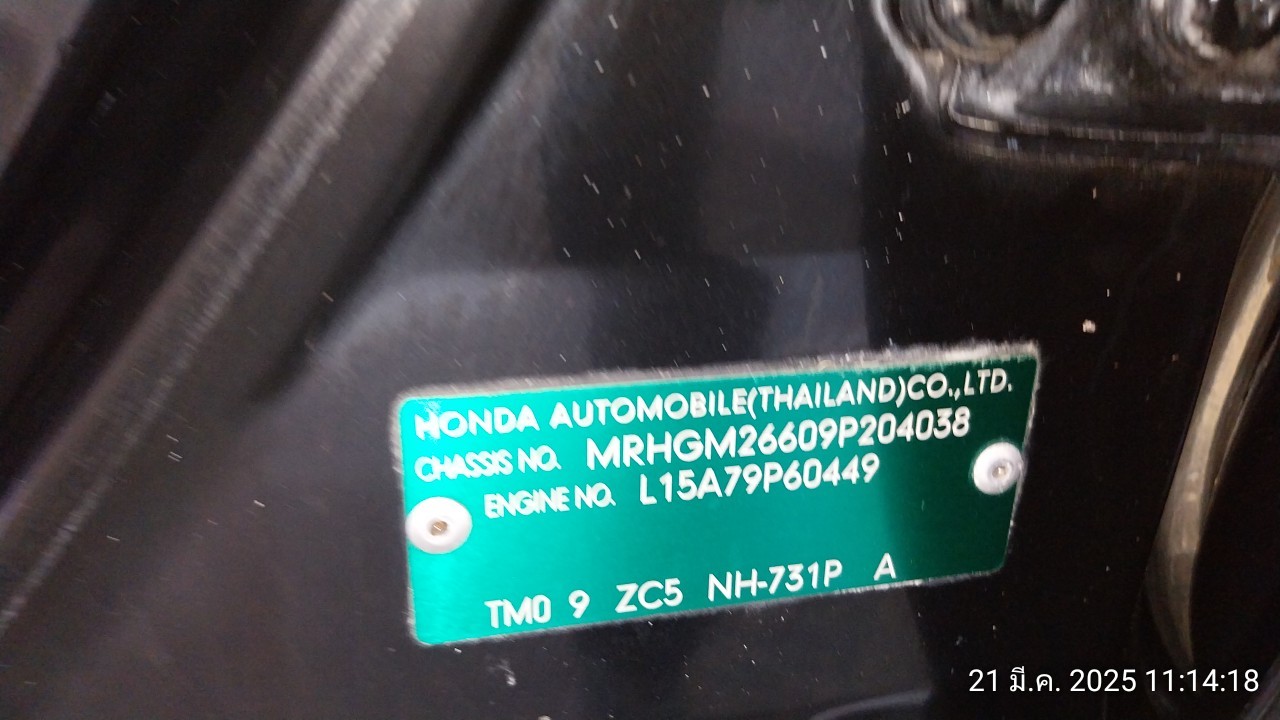 HONDA AUTOMOBILE(THAILAND)CO.,LTD.
CHASSIS NO. MRHGM26609P204038
ENGINE NO. L15A79P60449
TM0 9 ZC5 NH-731P A
21 มี.ค. 2025 11:14:18